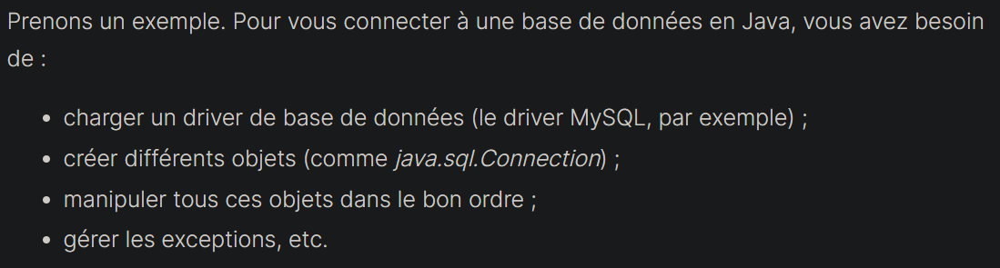 Prenons un exemple. Pour vous connecter à une base de données en Java, vous avez besoin
de :
• charger un driver de base de données (le driver MySQL, par exemple) ;
• créer différents objets (comme java.sql.Connection) ;
• manipuler tous ces objets dans le bon ordre ;
• gérer les exceptions, etc.